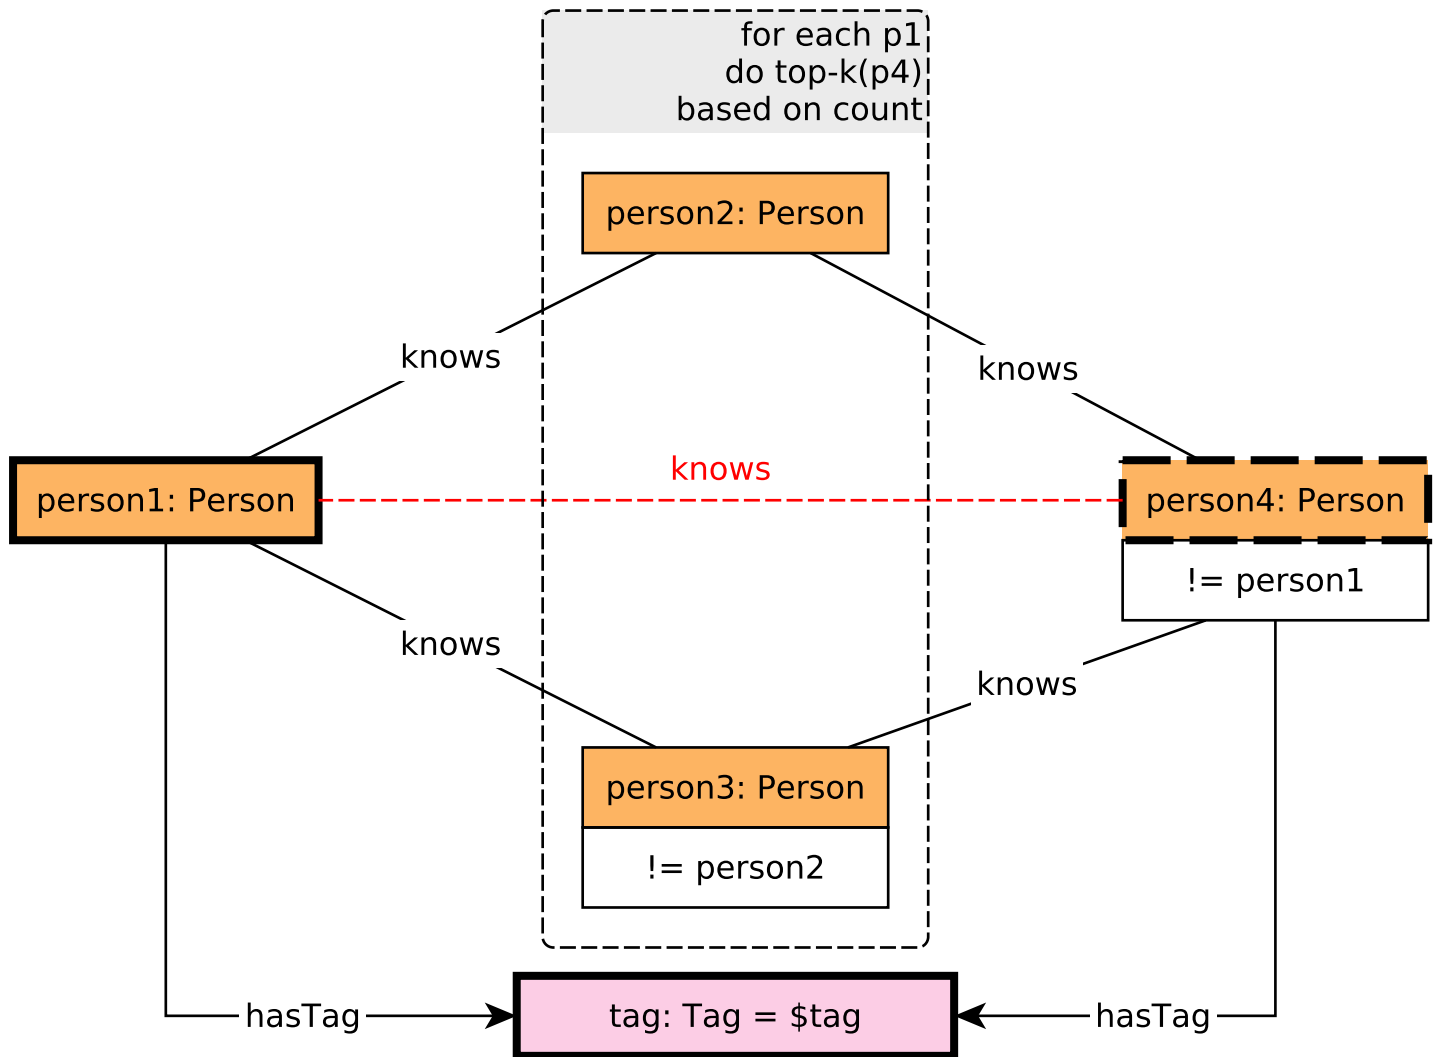 for each p1
do top-k(p4)
based on count
person2: Person
knows
knows
knows
person1: Person
person4: Person
!= person1
knows
knows
person3: Person
!= person2
hasTag
tag: Tag = $tag
hasTag